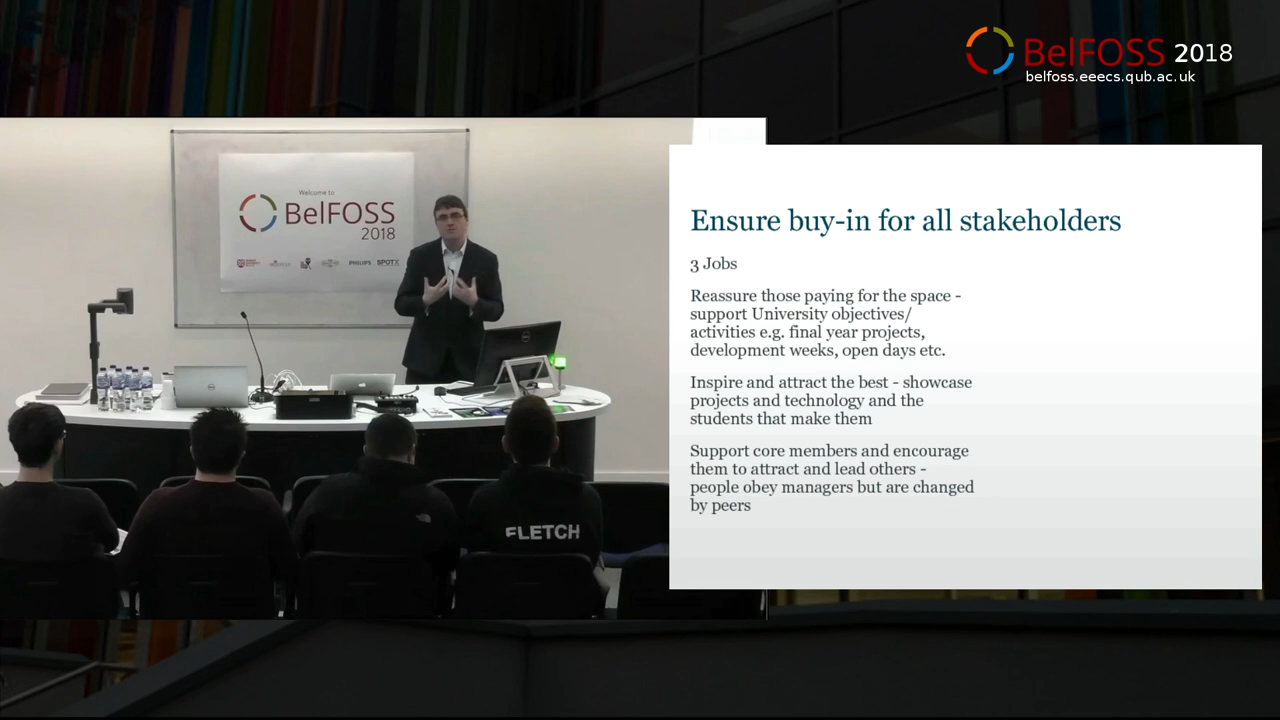 BelFOSS 2018
belfoss.eeecs.qub.ac.uk
Welcome to
BelFOSS
2018
PHILIPS SPOTX
DELL
FLETCH
Ensure buy-in for all stakeholders
3 Jobs
Reassure those paying for the space -
support University objectives/
activities e.g. final year projects,
development weeks, open days etc.
Inspire and attract the best - showcase
projects and technology and the
students that make them
Support core members and encourage
them to attract and lead others -
people obey managers but are changed
by peers